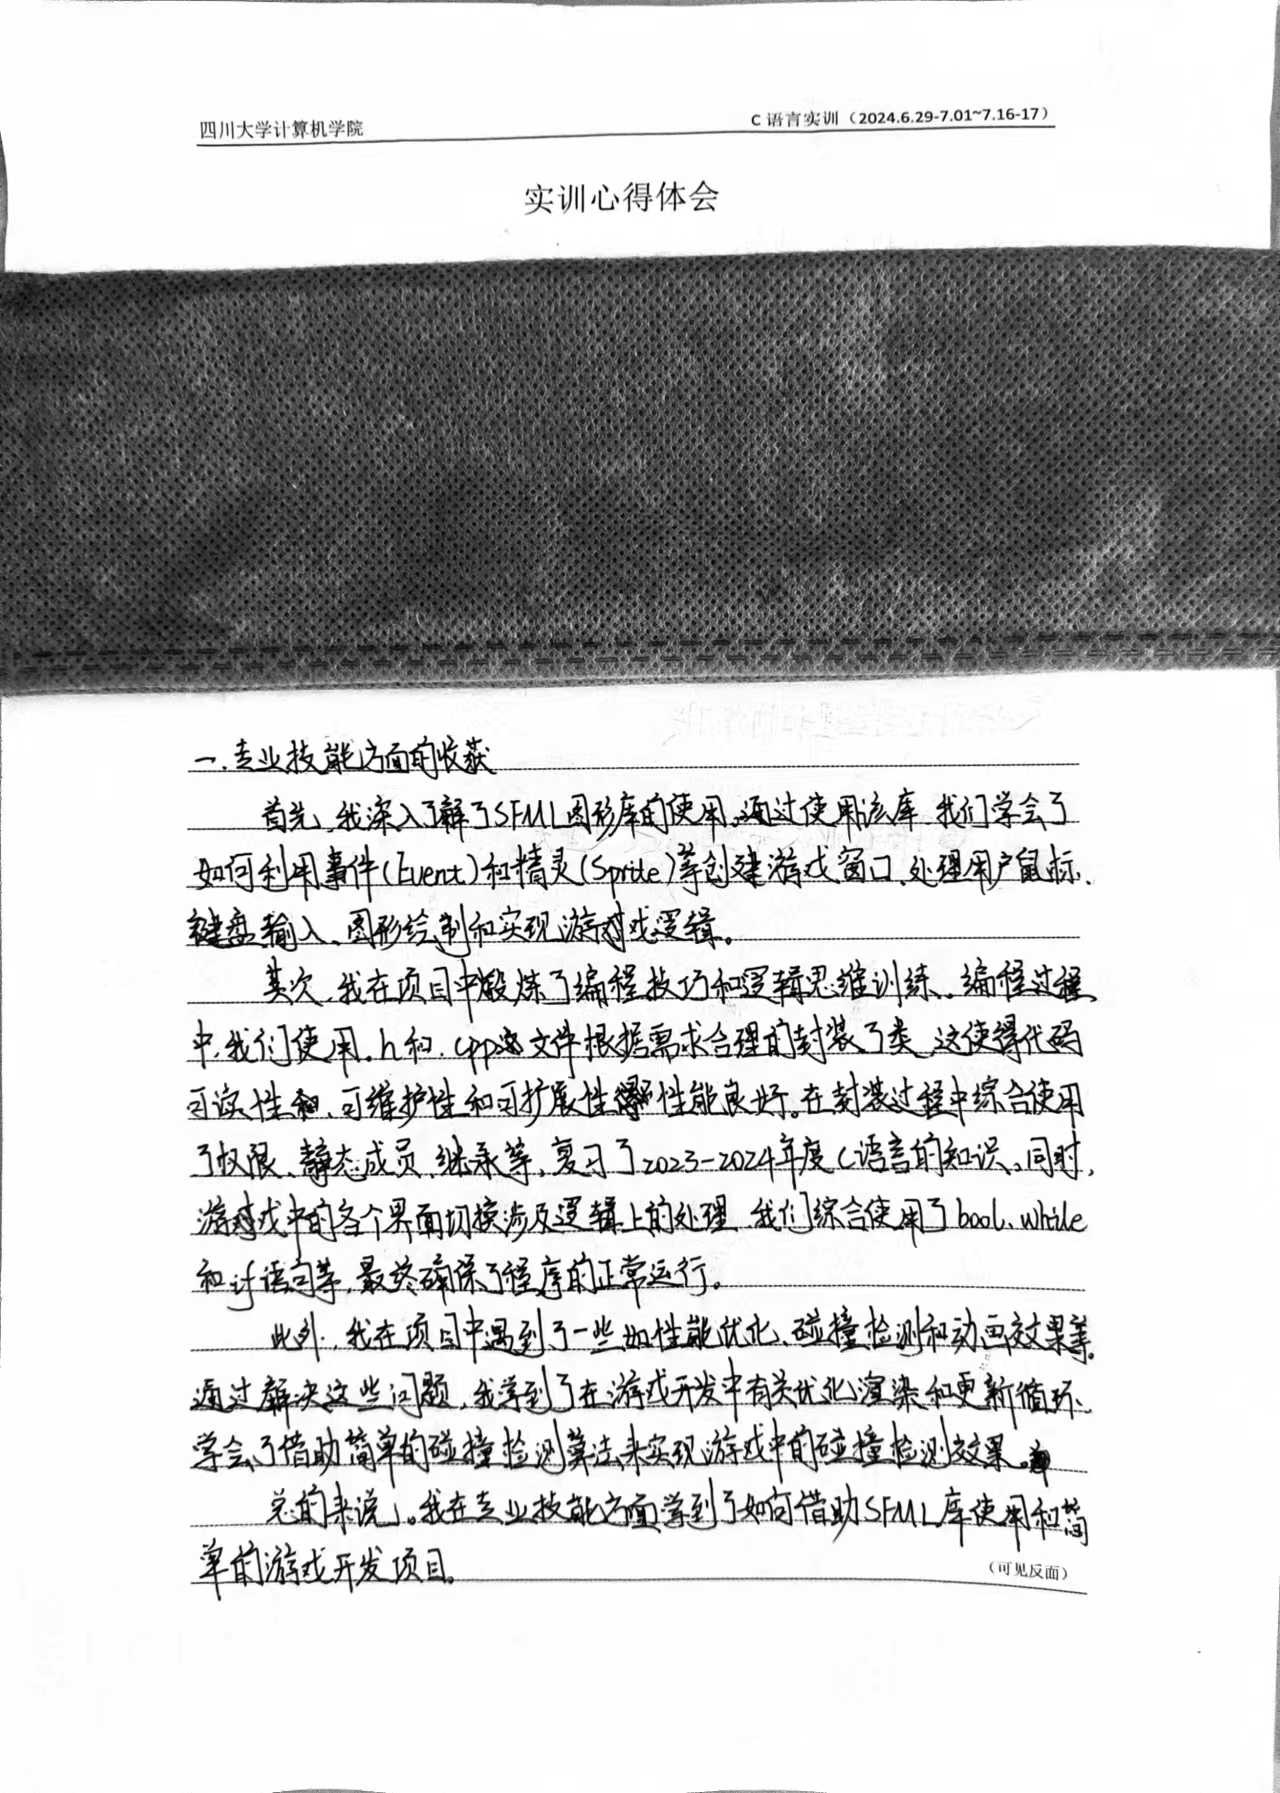 四川大学计算机学院
C 语言实训（2024.6.29-7.01~7.16-17）
实训心得体会
一.专业技能方面的收获
首先,我深入了解了SFML图形库的使用。通过使用该库,我们学会了
如何利用事件(Event)和精灵(Sprite)等创建游戏窗口、处理用户鼠标、
键盘输入、图形绘制和实现游戏逻辑。
其次,我在项目中锻炼了编程技巧和逻辑思维训练。编程过程
中,我们使用.h和.cpp文件根据需求合理的封装了类,这使得代码
可读性、可维护性和可扩展性性能良好。在封装过程中综合使用
了权限、静态成员、继承等,复习了2023-2024年度C语言的知识。同时,
游戏中的各个界面切换涉及逻辑上的处理,我们综合使用了bool、while
和if语句等,最终确保了程序的正常运行。
此外,我在项目中遇到了一些如性能优化、碰撞检测和动画效果等。
通过解决这些问题,我学到了在游戏开发中有关优化渲染和更新循环、
学会了借助简单的碰撞检测算法来实现游戏中的碰撞检测效果。
总的来说,我在专业技能方面学到了如何借助SFML库使用和简
单的游戏开发项目。
（可见反面）